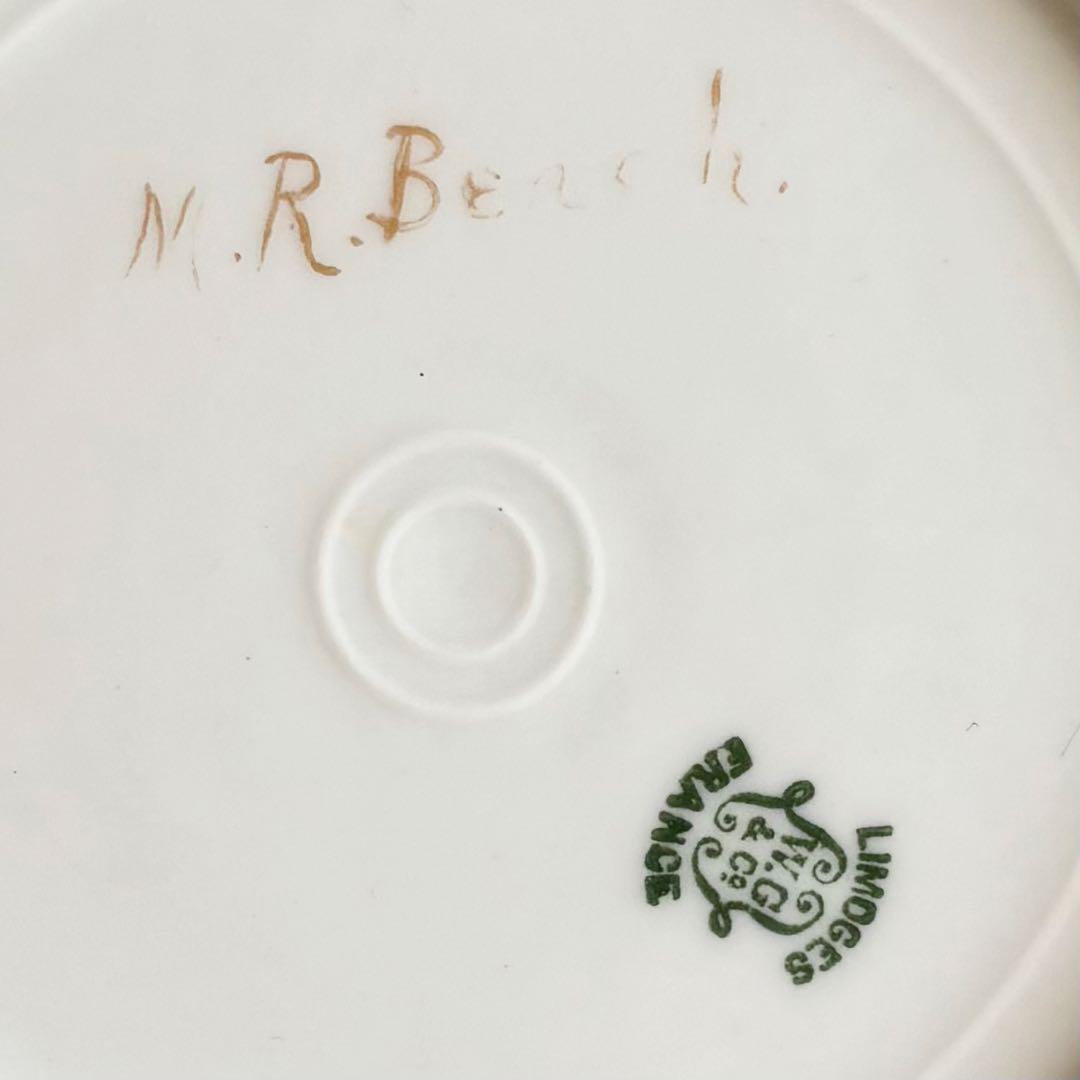 M. R. Beach.
LIMOGES
W.G
& Co.
FRANCE